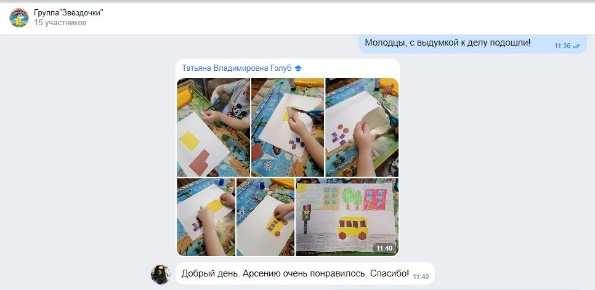 Группа"Звёздочки"
15 участников
Молодцы, с выдумкой к делу подошли!
11:36
Татьяна Владимировна Голуб
11:40
Добрый день. Арсению очень понравилось. Спасибо!
11:40